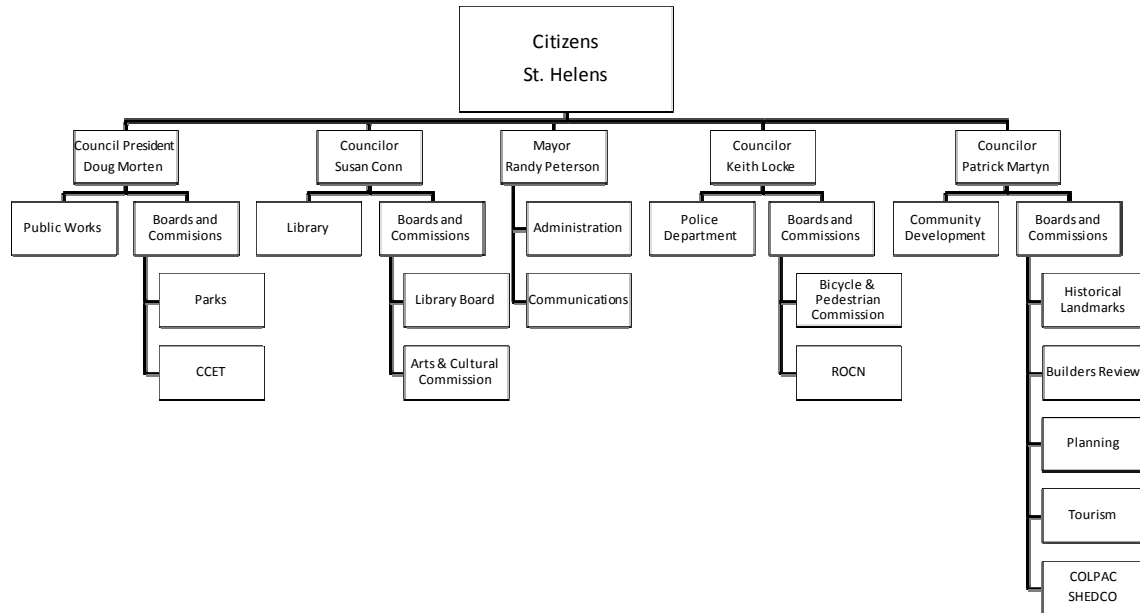 Citizens
St. Helens
Council President
Doug Morten
Councilor
Susan Conn
Mayor
Randy Peterson
Councilor
Keith Locke
Councilor
Patrick Martyn
Public Works
Boards and
Commisions
Library
Boards and
Commissions
Administration
Police
Department
Boards and
Commissions
Community
Development
Boards and
Commissions
Parks
Library Board
Communications
Bicycle &
Pedestrian
Commission
Historical
Landmarks
CCET
Arts & Cultural
Commission
ROCN
Builders Review
Planning
Tourism
COLPAC
SHEDCO